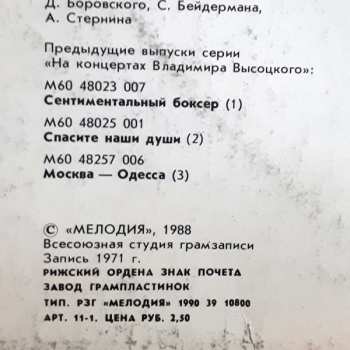 Д. Боровского, С. Бейдермана,
А. Стернина
Предыдущие выпуски серии
«На концертах Владимира Высоцкого»:
М60 48023 007
Сентиментальный боксер (1)
М60 48025 001
Спасите наши души (2)
М60 48257 006
Москва — Одесса (3)
© «МЕЛОДИЯ», 1988
Всесоюзная студия грамзаписи
Запись 1971 г.
РИЖСКИЙ ОРДЕНА ЗНАК ПОЧЕТА
ЗАВОД ГРАМПЛАСТИНОК
ТИП. РЗГ «МЕЛОДИЯ» 1990 39 10800
АРТ. 11-1. ЦЕНА РУБ. 2,50